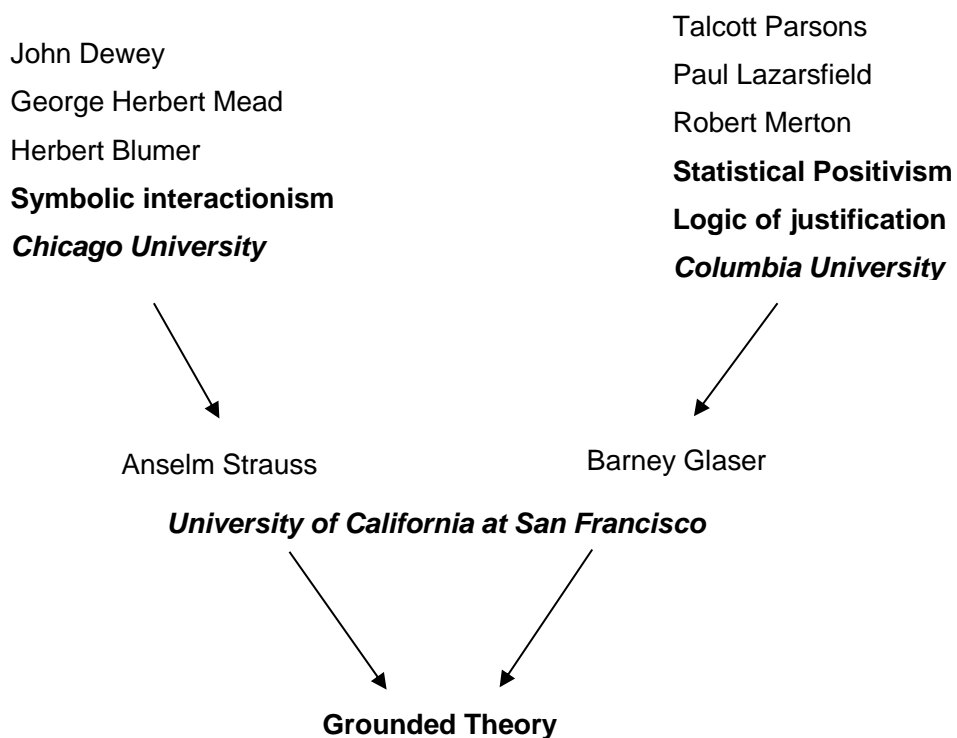 John Dewey
George Herbert Mead
Herbert Blumer
Symbolic interactionism
Chicago University
Talcott Parsons
Paul Lazarsfield
Robert Merton
Statistical Positivism
Logic of justification
Columbia University
Anselm Strauss
Barney Glaser
University of California at San Francisco
Grounded Theory